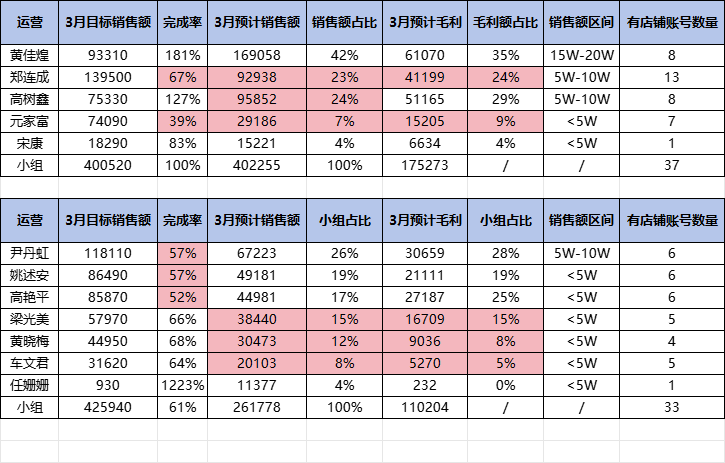 运营 3月目标销售额 完成率 3月预计销售额 销售额占比 3月预计毛利 毛利额占比 销售额区间 有店铺账号数量
黄佳煌 93310 181% 169058 42% 61070 35% 15W-20W 8
郑连成 139500 67% 92938 23% 41199 24% 5W-10W 13
高树鑫 75330 127% 95852 24% 51165 29% 5W-10W 8
元家富 74090 39% 29186 7% 15205 9% <5W 7
宋康 18290 83% 15221 4% 6634 4% <5W 1
小组 400520 100% 402255 100% 175273 / / 37
运营 3月目标销售额 完成率 3月预计销售额 小组占比 3月预计毛利 小组占比 销售额区间 有店铺账号数量
尹丹虹 118110 57% 67223 26% 30659 28% 5W-10W 6
姚述安 86490 57% 49181 19% 21111 19% <5W 6
高艳平 85870 52% 44981 17% 27187 25% <5W 6
梁光美 57970 66% 38440 15% 16709 15% <5W 5
黄晓梅 44950 68% 30473 12% 9036 8% <5W 4
车文君 31620 64% 20103 8% 5270 5% <5W 5
任姗姗 930 1223% 11377 4% 232 0% <5W 1
小组 425940 61% 261778 100% 110204 / / 33